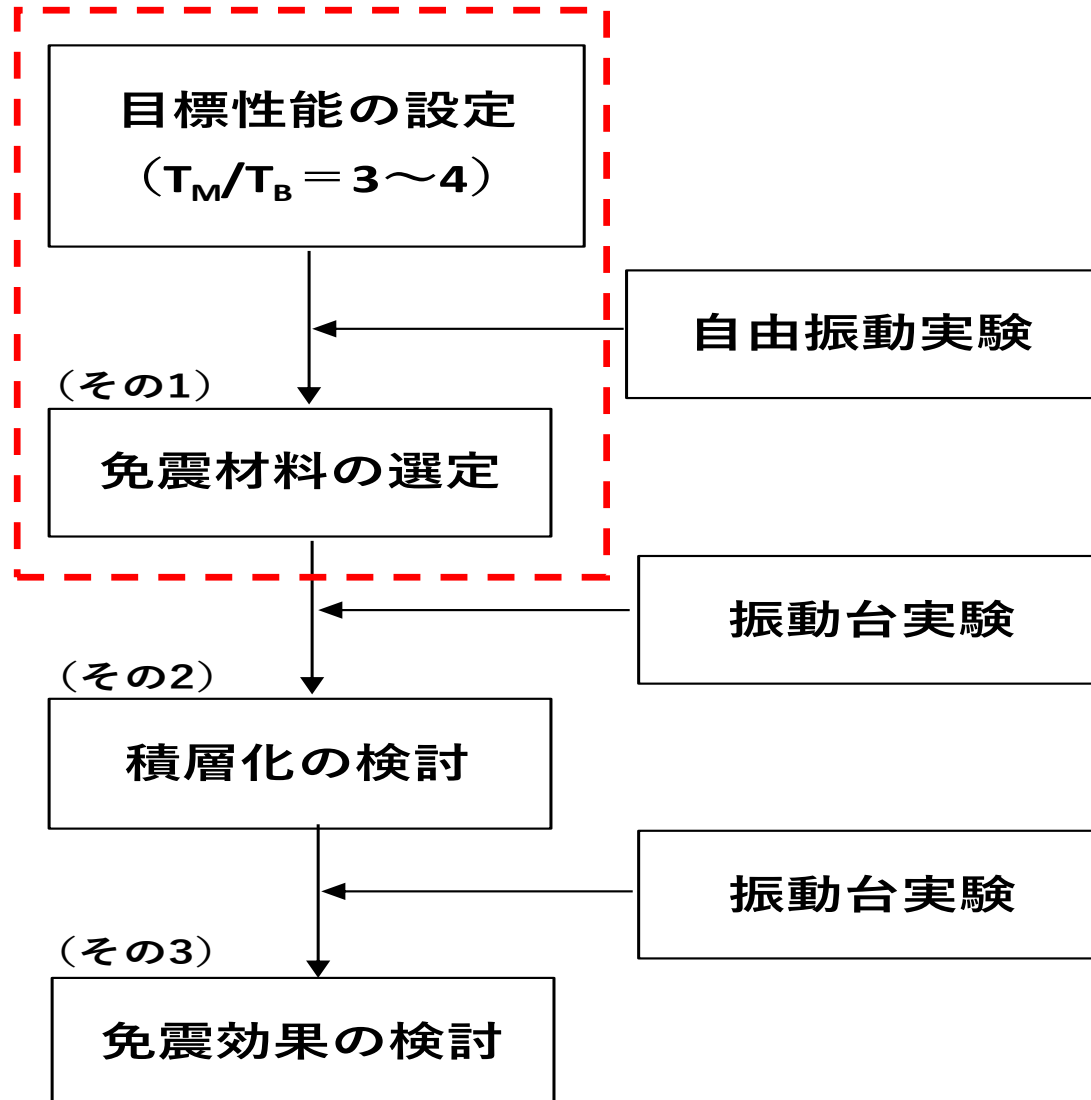 目標性能の設定
（TM/TB＝3～4）
自由振動実験
（その1）
免震材料の選定
振動台実験
（その2）
積層化の検討
振動台実験
（その3）
免震効果の検討